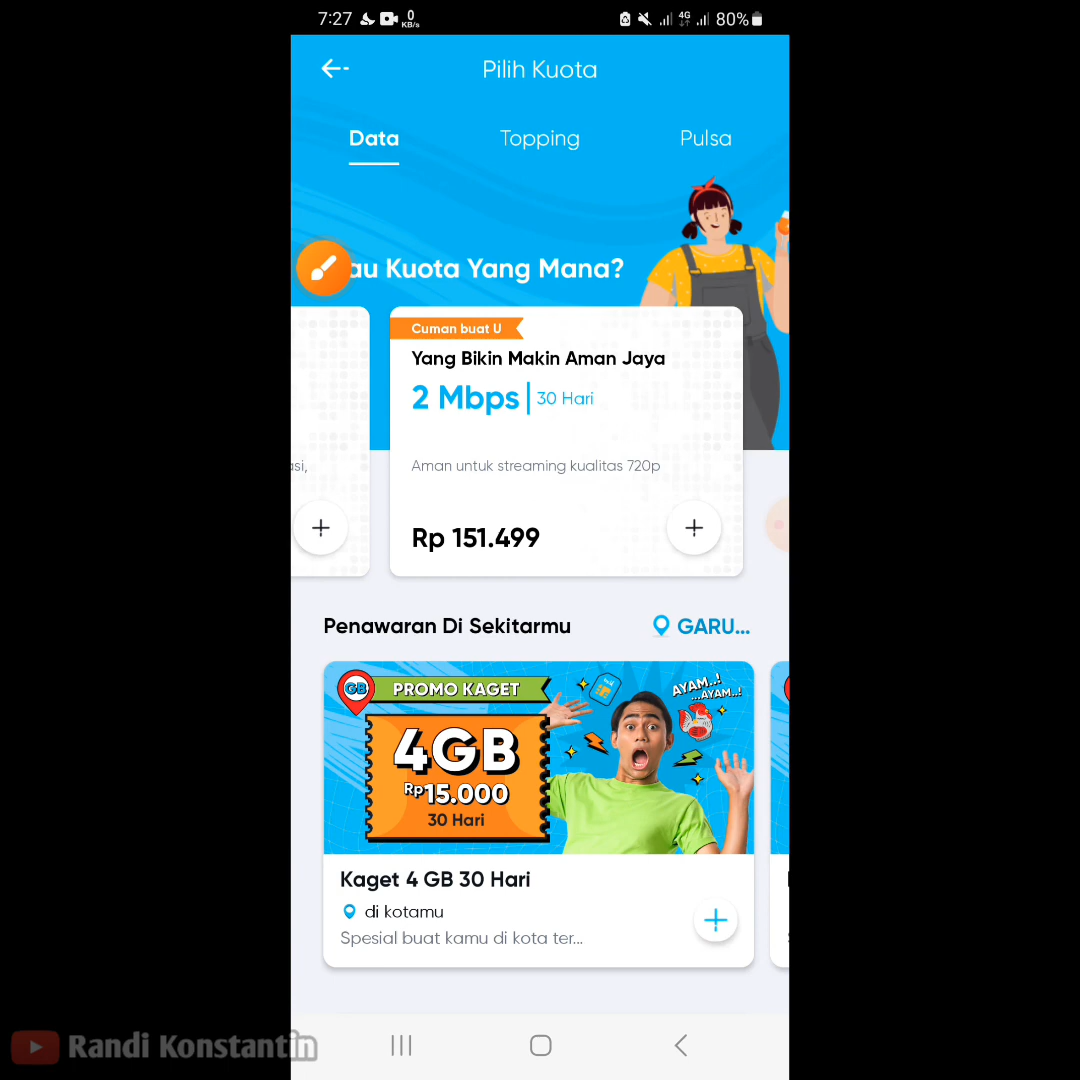 7:27 0 KB/s 4G 80%
Pilih Kuota
Data Topping Pulsa
au Kuota Yang Mana?
Cuman buat U
Yang Bikin Makin Aman Jaya
2 Mbps 30 Hari
asi,
Aman untuk streaming kualitas 720p
Rp 151.499
Penawaran Di Sekitarmu GARU...
GB PROMO KAGET
AYAM..!
...AYAM..!
4GB
Rp15.000
30 Hari
Kaget 4 GB 30 Hari
di kotamu
Spesial buat kamu di kota ter...
Randi Konstantin